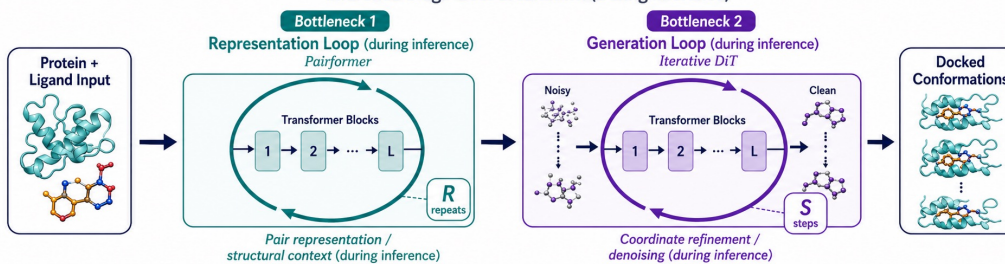 Bottleneck 1
Representation Loop (during inference)
Pairformer
Bottleneck 2
Generation Loop (during inference)
Iterative DiT
Protein +
Ligand Input
Transformer Blocks
1
2
...
L
R
repeats
Pair representation /
structural context (during inference)
Noisy
Clean
Transformer Blocks
1
2
...
L
S
steps
Coordinate refinement /
denoising (during inference)
Docked
Conformations